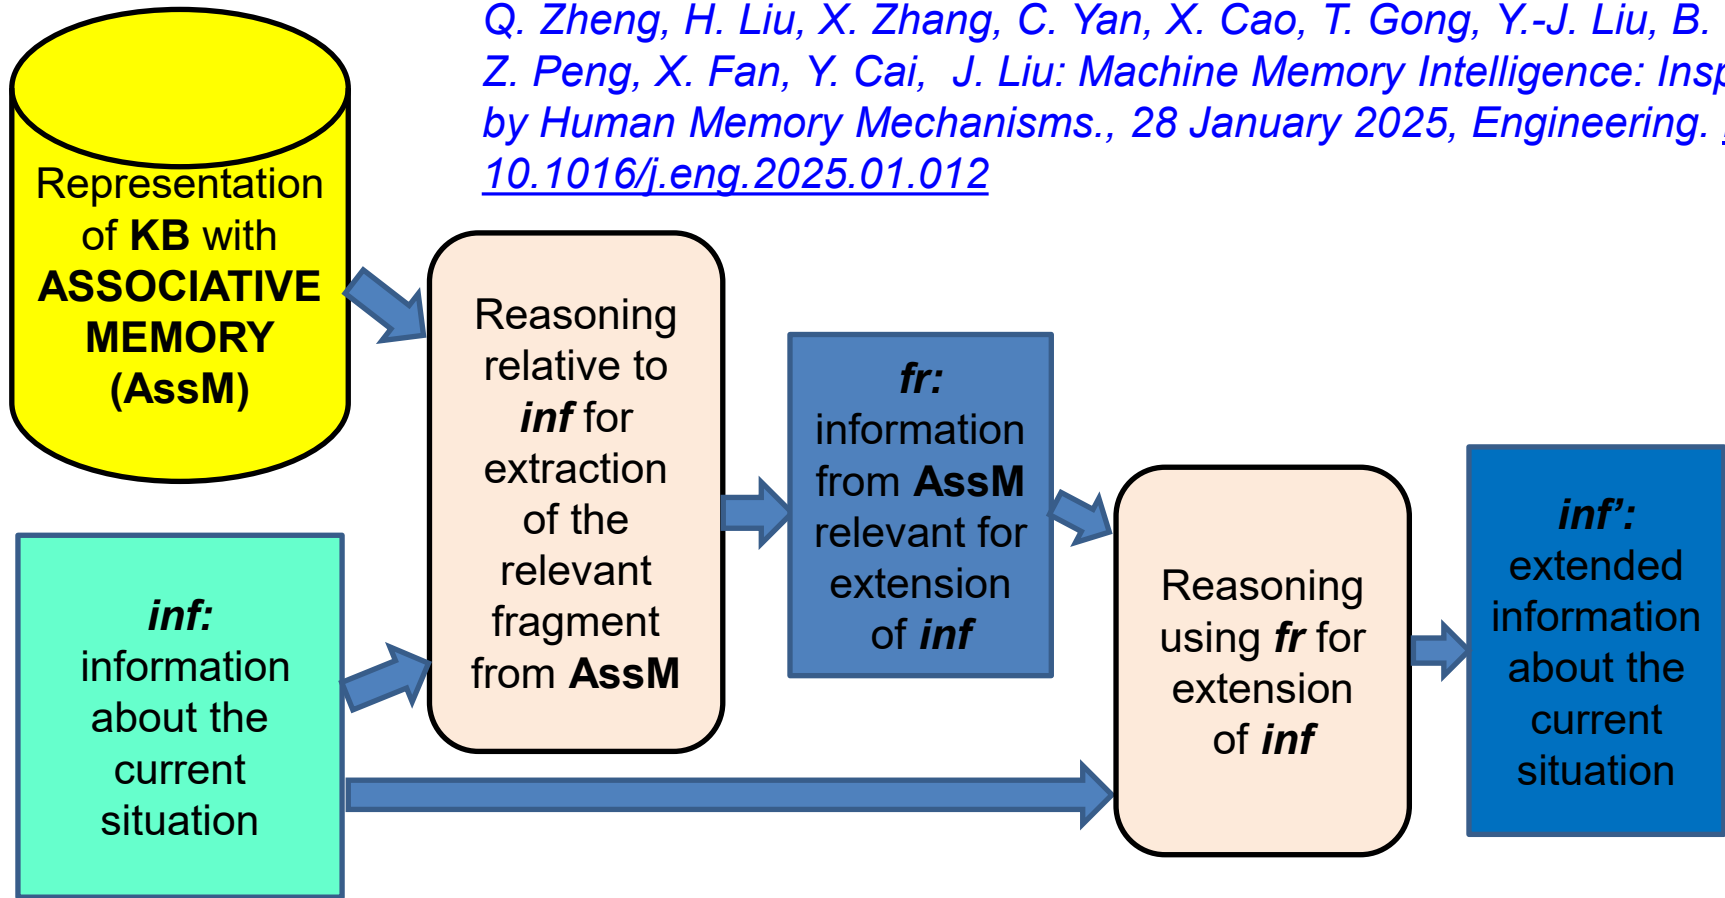 Q. Zheng, H. Liu, X. Zhang, C. Yan, X. Cao, T. Gong, Y.-J. Liu, B.
Z. Peng, X. Fan, Y. Cai, J. Liu: Machine Memory Intelligence:
by Human Memory Mechanisms., 28 January 2025, Engineering.
10.1016/j.eng.2025.01.012
Representation
of KB with
ASSOCIATIVE
MEMORY
(AssM)
inf:
information
about the
current
situation
Reasoning
relative to
inf for
extraction
of the
relevant
fragment
from AssM
fr:
information
from AssM
relevant for
extension
of inf
Reasoning
using fr for
extension
of inf
inf’:
extended
information
about the
current
situation